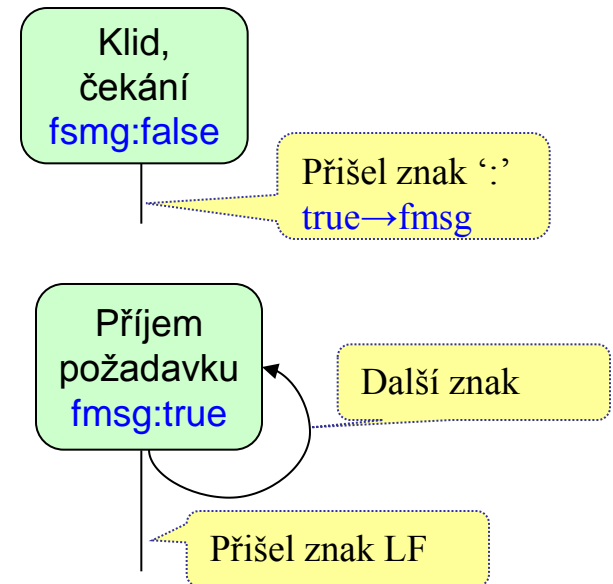 Klid,
čekání
fsmg:false
Přišel znak ‘:’
true→fmsg
Příjem
požadavku
fmsg:true
Další znak
Přišel znak LF